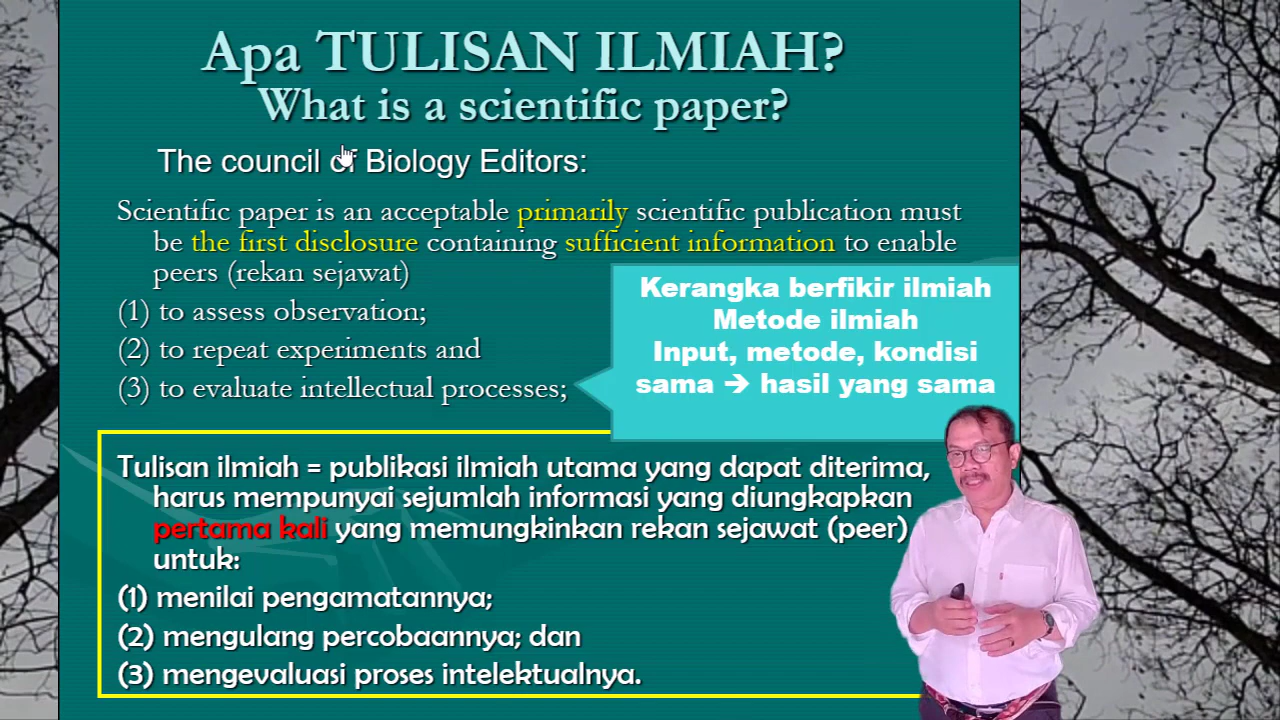 Apa TULISAN ILMIAH?
What is a scientific paper?
The council of Biology Editors:
Scientific paper is an acceptable primarily scientific publication must
be the first disclosure containing sufficient information to enable
peers (rekan sejawat)
(1) to assess observation;
(2) to repeat experiments and
(3) to evaluate intellectual processes;
Kerangka berfikir ilmiah
Metode ilmiah
Input, metode, kondisi
sama → hasil yang sama
Tulisan ilmiah = publikasi ilmiah utama yang dapat diterima,
harus mempunyai sejumlah informasi yang diungkapkan
pertama kali yang memungkinkan rekan sejawat (peer)
untuk:
(1) menilai pengamatannya;
(2) mengulang percobaannya; dan
(3) mengevaluasi proses intelektualnya.